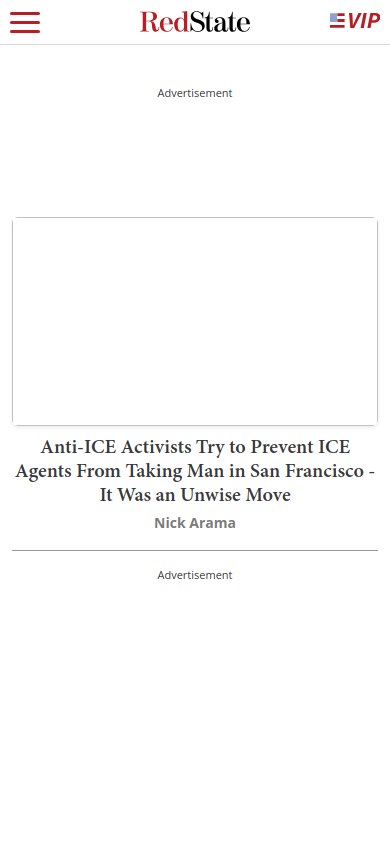 RedState
VIP
Advertisement
Anti-ICE Activists Try to Prevent ICE
Agents From Taking Man in San Francisco -
It Was an Unwise Move
Nick Arama
Advertisement